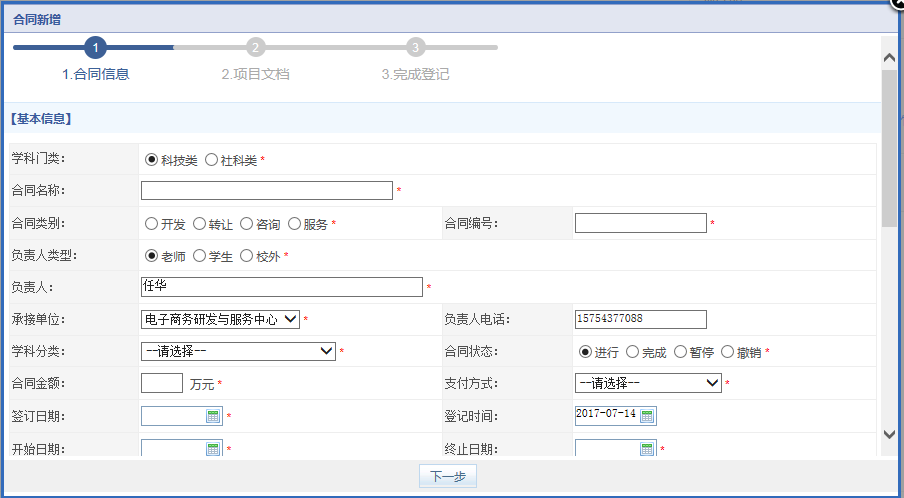 合同新增
1 2 3
1.合同信息 2.项目文档 3.完成登记
【基本信息】
学科门类： 科技类 社科类 *
合同名称： *
合同类别： 开发 转让 咨询 服务 * 合同编号： *
负责人类型： 老师 学生 校外 *
负责人： 任华 *
承接单位： 电子商务研发与服务中心 * 负责人电话： 15754377088
学科分类： --请选择-- * 合同状态： 进行 完成 暂停 撤销 *
合同金额： 万元 * 支付方式： --请选择-- *
签订日期： * 登记时间： 2017-07-14
开始日期： * 终止日期： *
下一步